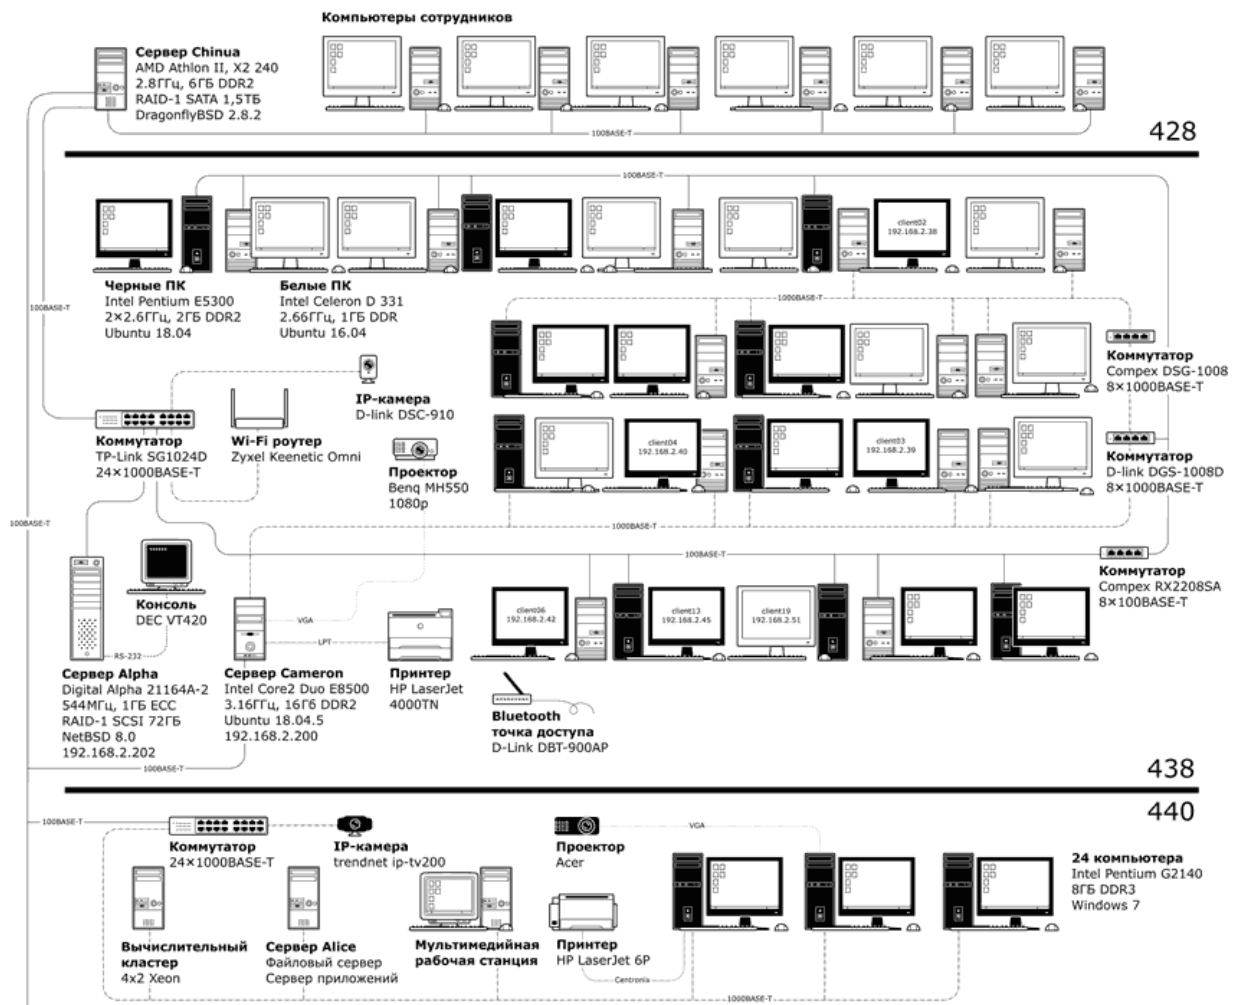 Компьютеры сотрудников
Сервер Chinua
AMD Athlon II, X2 240
2.8ГГц, 6ГБ DDR2
RAID-1 SATA 1,5ТБ
DragonflyBSD 2.8.2
100BASE-T
428
100BASE-T
client02
192.168.2.38
Черные ПК
Intel Pentium E5300
2×2.6ГГц, 2ГБ DDR2
Ubuntu 18.04
Белые ПК
Intel Celeron D 331
2.66ГГц, 1ГБ DDR
Ubuntu 16.04
100BASE-T
1000BASE-T
Коммутатор
Compex DSG-1008
8×1000BASE-T
IP-камера
D-link DSC-910
Коммутатор
TP-Link SG1024D
24×1000BASE-T
Wi-Fi роутер
Zyxel Keenetic Omni
Проектор
Benq MH550
1080p
client04
192.168.2.40
client03
192.168.2.39
Коммутатор
D-link DGS-1008D
8×1000BASE-T
100BASE-T
1000BASE-T
100BASE-T
Коммутатор
Compex RX2208SA
8×100BASE-T
Консоль
DEC VT420
RS-232
VGA
LPT
client06
192.168.2.42
client13
192.168.2.45
client19
192.168.2.51
Сервер Alpha
Digital Alpha 21164A-2
544МГц, 1ГБ ECC
RAID-1 SCSI 72ГБ
NetBSD 8.0
192.168.2.202
Сервер Cameron
Intel Core2 Duo E8500
3.16ГГц, 16Гб DDR2
Ubuntu 18.04.5
192.168.2.200
Принтер
HP LaserJet
4000TN
Bluetooth
точка доступа
D-Link DBT-900AP
100BASE-T
438
440
100BASE-T
Коммутатор
24×1000BASE-T
IP-камера
trendnet ip-tv200
Проектор
Acer
VGA
24 компьютера
Intel Pentium G2140
8ГБ DDR3
Windows 7
Вычислительный
кластер
4x2 Xeon
Сервер Alice
Файловый сервер
Сервер приложений
Мультимедийная
рабочая станция
Принтер
HP LaserJet 6P
Centronix
1000BASE-T